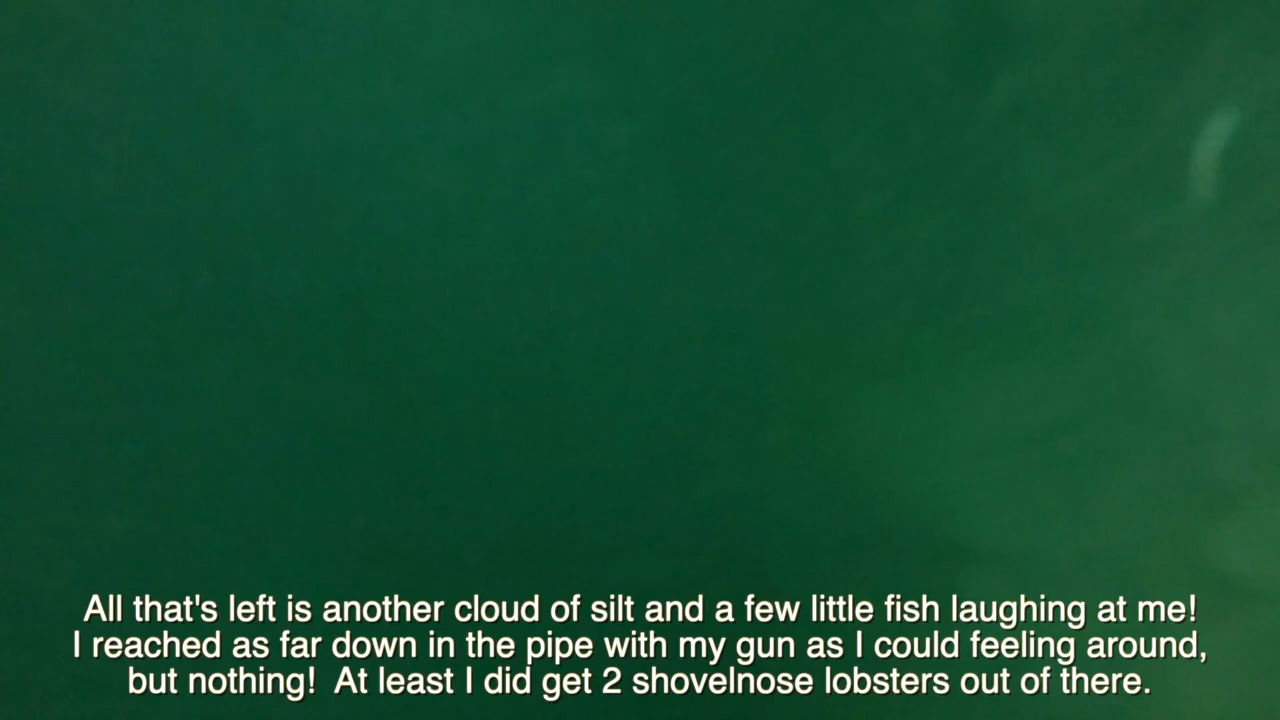 All that's left is another cloud of silt and a few little fish laughing at me!
I reached as far down in the pipe with my gun as I could feeling around,
but nothing!  At least I did get 2 shovelnose lobsters out of there.